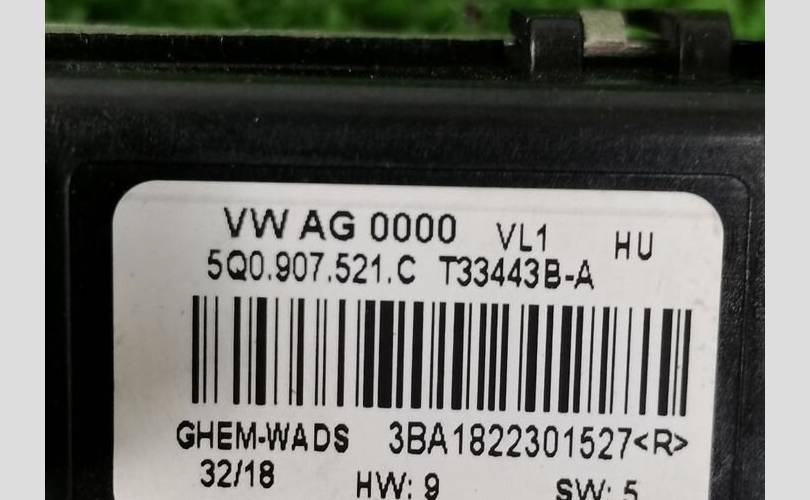 VW AG 0000 VL1 HU
5Q0.907.521.C T33443B-A
GHEM-WADS 3BA1822301527<R>
32/18 HW: 9 SW: 5